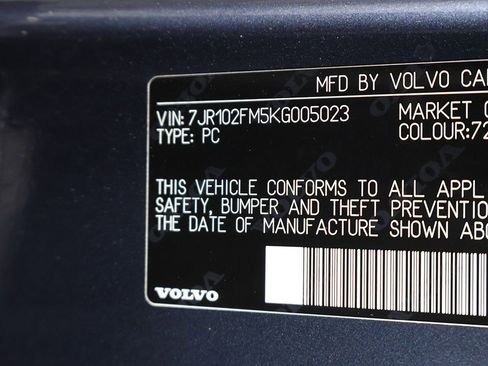 MFD BY VOLVO CA
VIN: 7JR102FM5KG005023
MARKET
TYPE: PC
COLOUR:72
THIS VEHICLE CONFORMS TO ALL APPL
SAFETY, BUMPER AND THEFT PREVENTIO
THE DATE OF MANUFACTURE SHOWN ABO
VOLVO